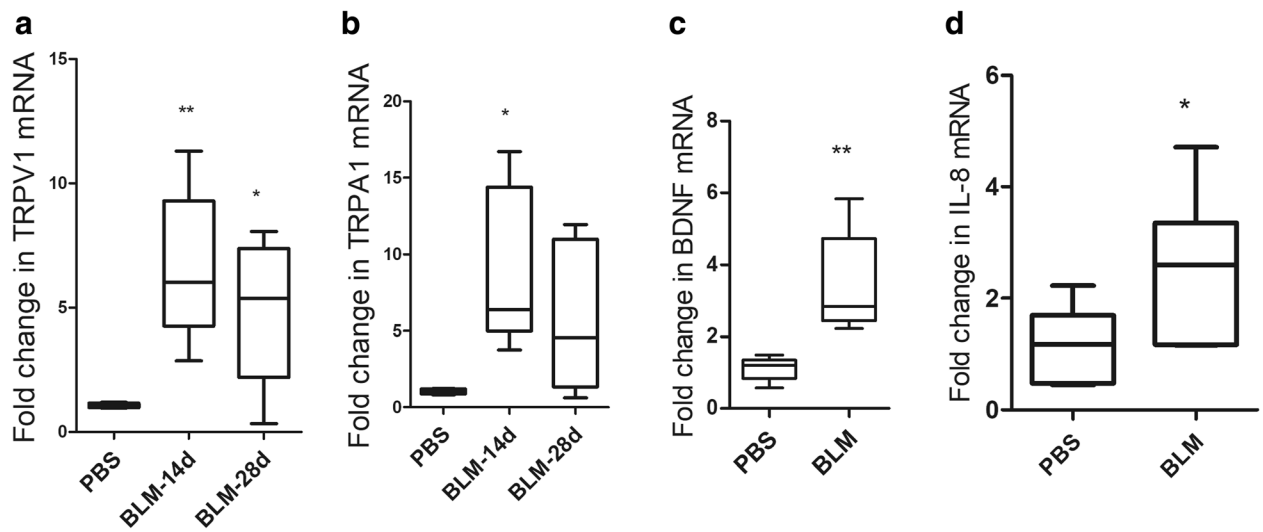 a
Fold change in TRPV1 mRNA
15
10
5
0
**
*
PBS
BLM-14d
BLM-28d
b
Fold change in TRPA1 mRNA
20
15
10
5
0
*
PBS
BLM-14d
BLM-28d
c
Fold change in BDNF mRNA
8
6
4
2
0
**
PBS
BLM
d
Fold change in IL-8 mRNA
6
4
2
0
*
PBS
BLM